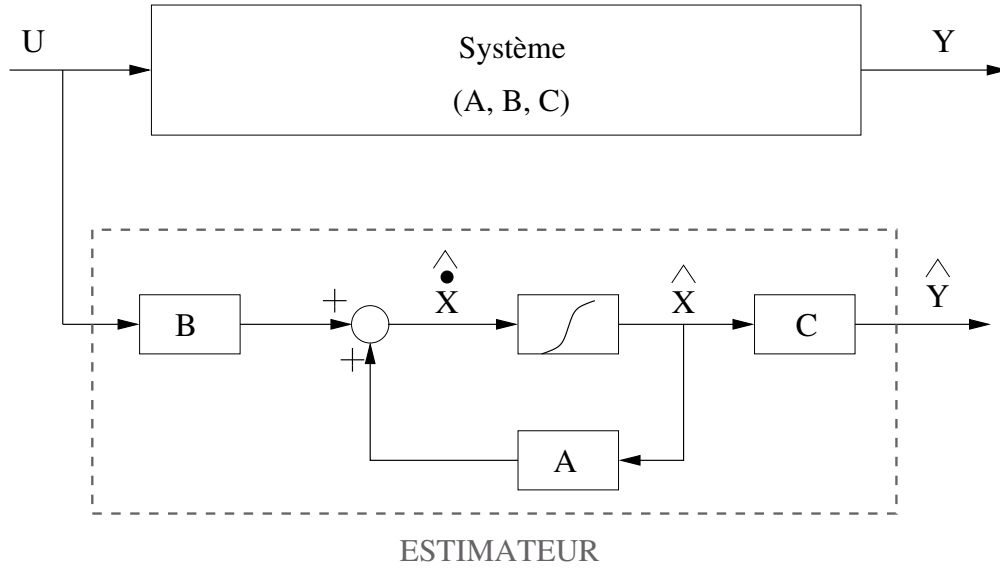 U
Système
Y
(A, B, C)
+
B
Ẋ̂
X̂
C
Ŷ
+
A
ESTIMATEUR